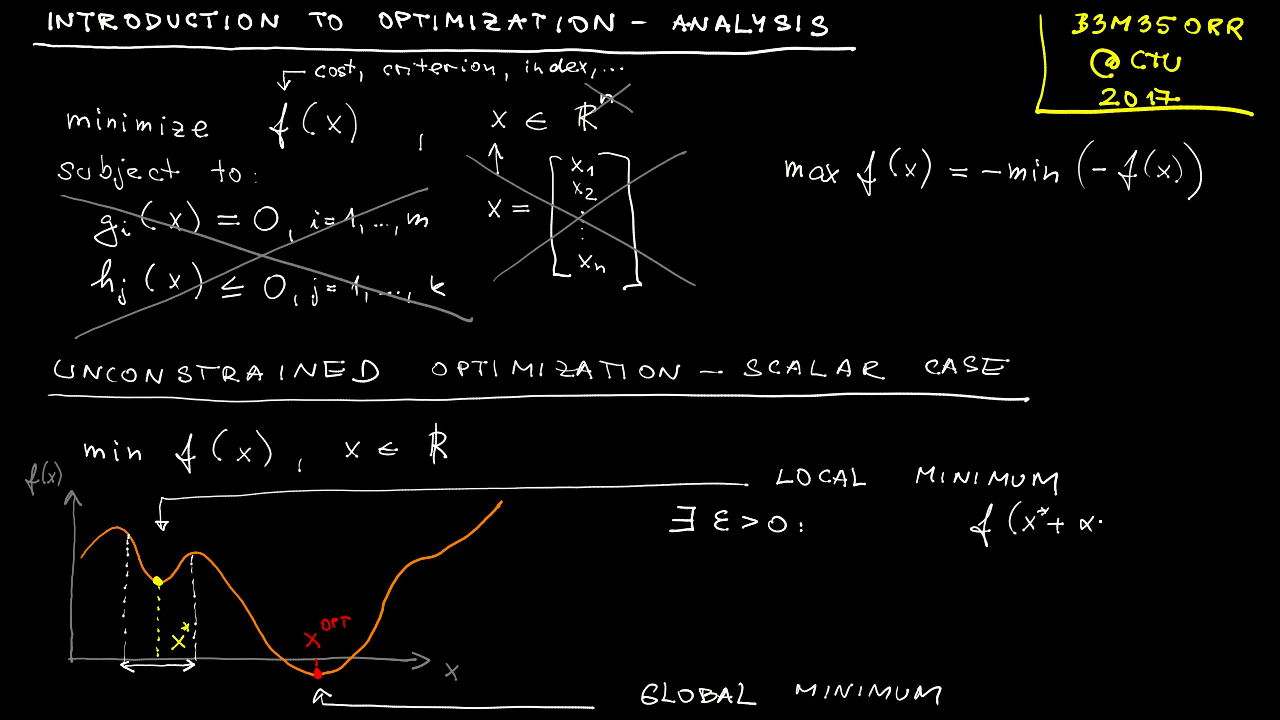 INTRODUCTION TO OPTIMIZATION - ANALYSIS
B3M35ORR
@ CTU
2017
cost, criterion, index, ...
minimize f(x), x ∈ ℝⁿ
subject to:
gᵢ(x) = 0, i = 1, ..., m
hⱼ(x) ≤ 0, j = 1, ..., k
x = [x₁ x₂ ⋮ xₙ]
max f(x) = -min (-f(x))
UNCONSTRAINED OPTIMIZATION - SCALAR CASE
min f(x), x ∈ ℝ
f(x)
LOCAL MINIMUM
∃ ε > 0: f(x* + α
x*
x^OPT
x
GLOBAL MINIMUM